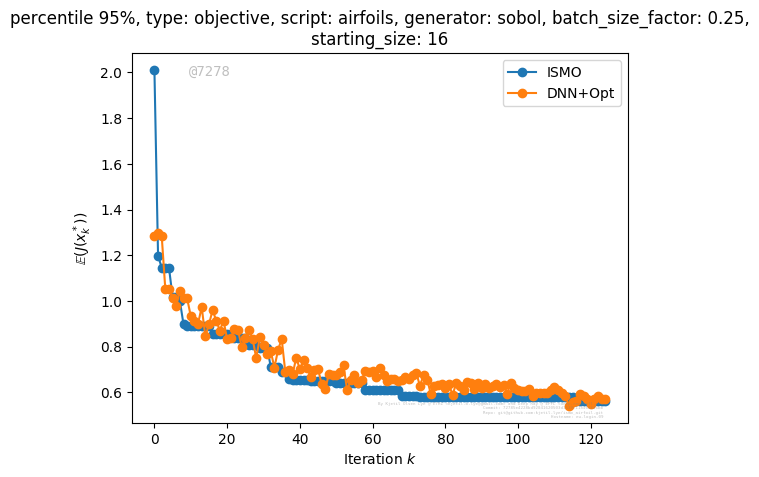 percentile 95%, type: objective, script: airfoils, generator: sobol, batch_size_factor: 0.25,
starting_size: 16
@7278
ISMO
DNN+Opt
2.0
1.8
1.6
1.4
1.2
1.0
0.8
0.6
𝔼(J(x*k))
0 20 40 60 80 100 120
Iteration k